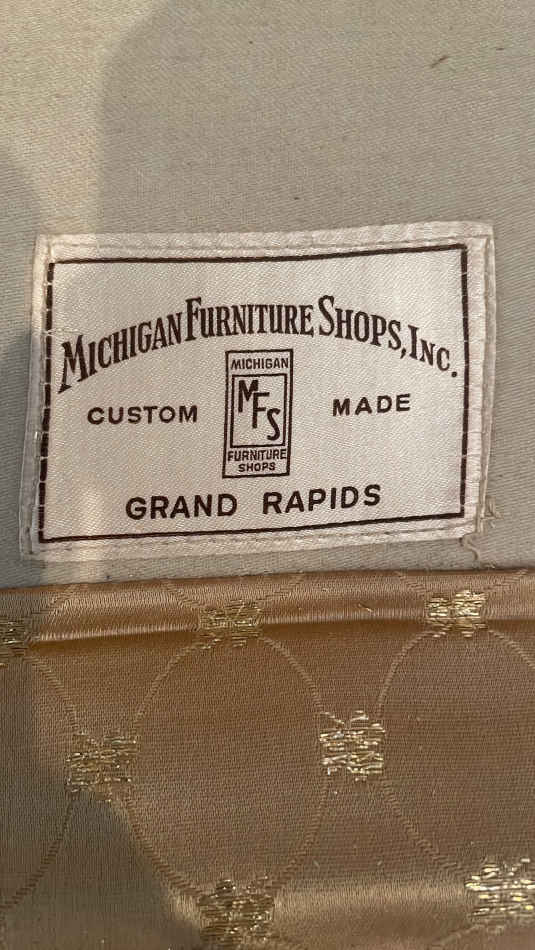 MICHIGAN FURNITURE SHOPS, INC.
CUSTOM MADE
MICHIGAN
MFS
FURNITURE
SHOPS
GRAND RAPIDS